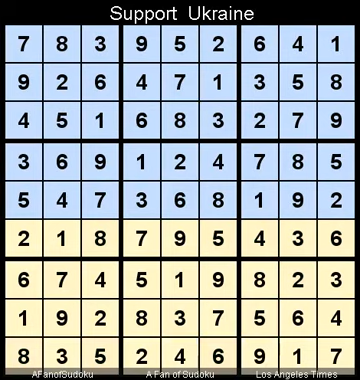 Support Ukraine
7 8 3 9 5 2 6 4 1
9 2 6 4 7 1 3 5 8
4 5 1 6 8 3 2 7 9
3 6 9 1 2 4 7 8 5
5 4 7 3 6 8 1 9 2
2 1 8 7 9 5 4 3 6
6 7 4 5 1 9 8 2 3
1 9 2 8 3 7 5 6 4
8 3 5 2 4 6 9 1 7
AFanofSudoku A Fan of Sudoku Los Angeles Times